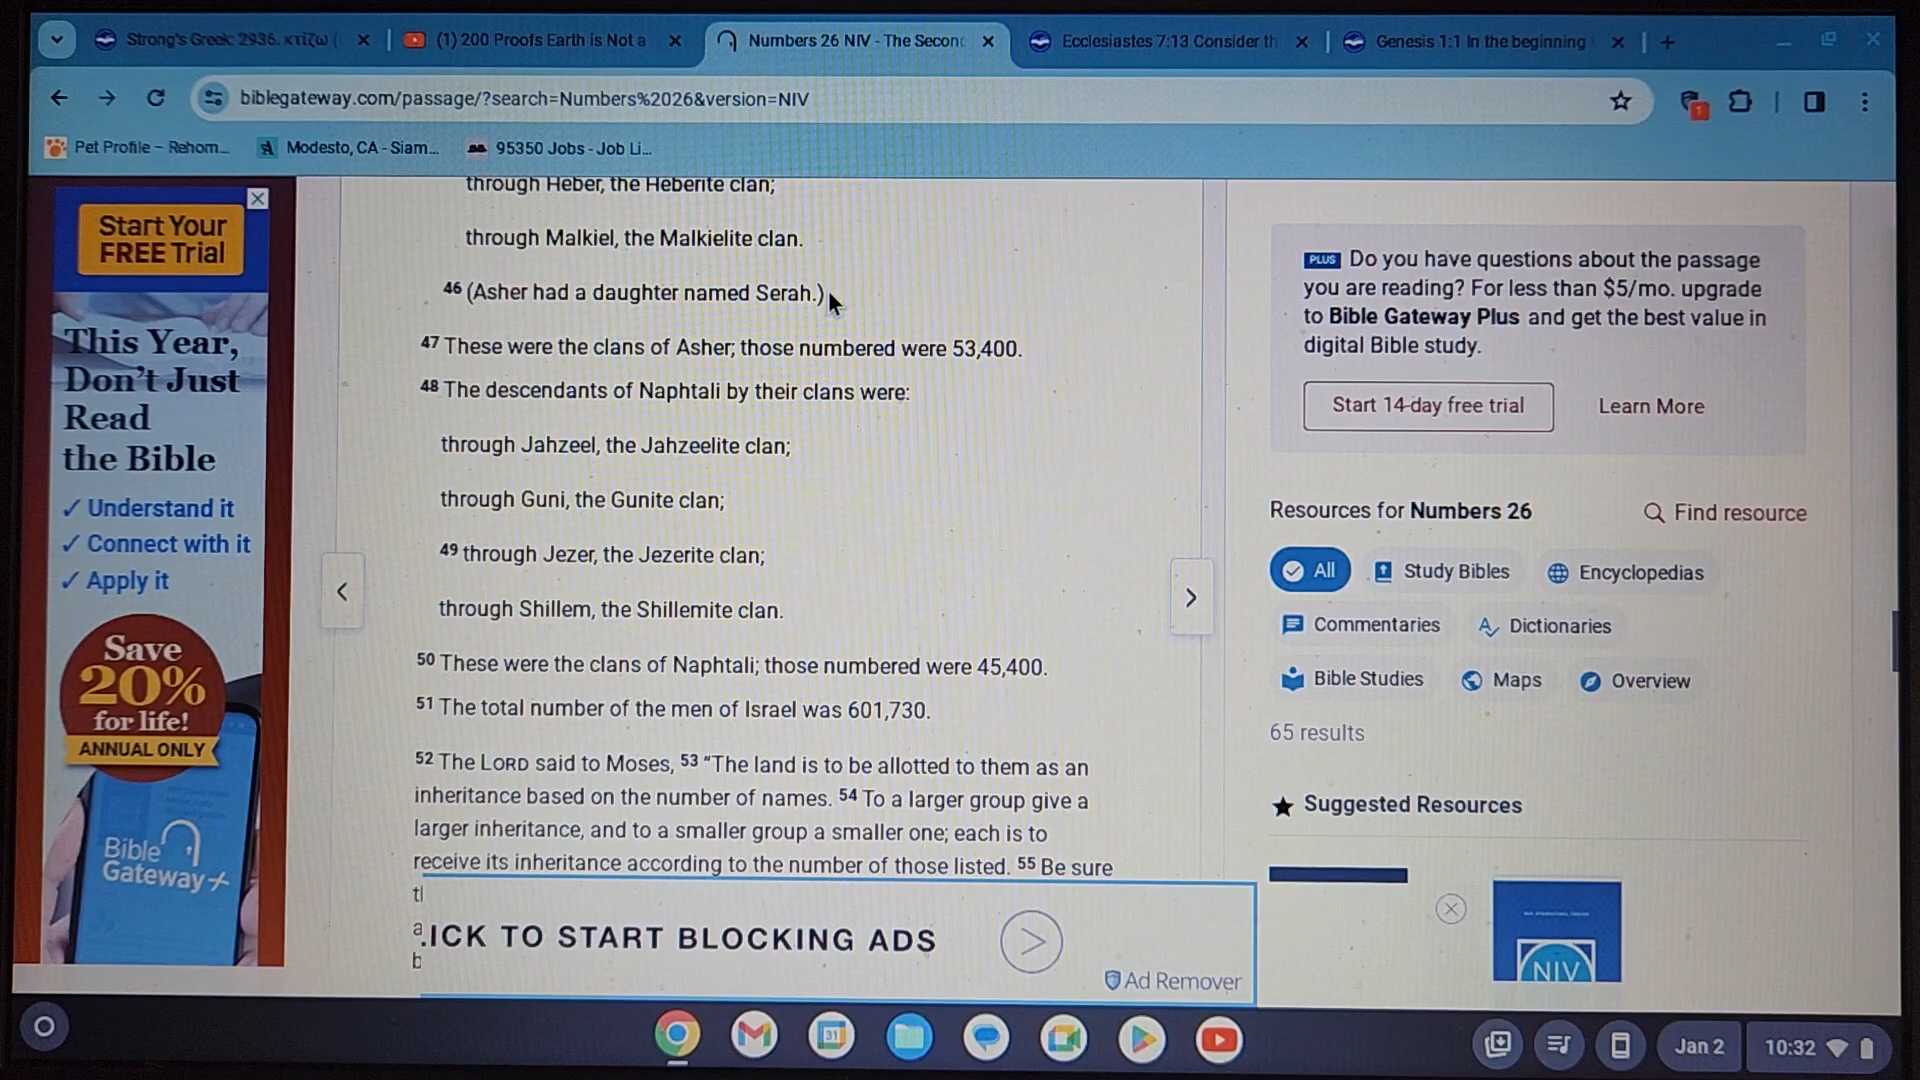 Strong's Greek: 2936. κτίζω (
(1) 200 Proofs Earth is Not a
Numbers 26 NIV - The Second
Ecclesiastes 7:13 Consider th
Genesis 1:1 In the beginning
biblegateway.com/passage/?search=Numbers%2026&version=NIV
1
Pet Profile – Rehom...
Modesto, CA - Siam...
95350 Jobs - Job Li...
Start Your
FREE Trial
This Year,
Don't Just
Read
the Bible
✓ Understand it
✓ Connect with it
✓ Apply it
Save
20%
for life!
ANNUAL ONLY
Bible
Gateway+
through Heber, the Heberite clan;
through Malkiel, the Malkielite clan.
46 (Asher had a daughter named Serah.)
47 These were the clans of Asher; those numbered were 53,400.
48 The descendants of Naphtali by their clans were:
through Jahzeel, the Jahzeelite clan;
through Guni, the Gunite clan;
49 through Jezer, the Jezerite clan;
through Shillem, the Shillemite clan.
50 These were the clans of Naphtali; those numbered were 45,400.
51 The total number of the men of Israel was 601,730.
52 The LORD said to Moses, 53 “The land is to be allotted to them as an
inheritance based on the number of names. 54 To a larger group give a
larger inheritance, and to a smaller group a smaller one; each is to
receive its inheritance according to the number of those listed. 55 Be sure
.ICK TO START BLOCKING ADS
Ad Remover
PLUS Do you have questions about the passage
you are reading? For less than $5/mo. upgrade
to Bible Gateway Plus and get the best value in
digital Bible study.
Start 14-day free trial
Learn More
Resources for Numbers 26
Find resource
All
Study Bibles
Encyclopedias
Commentaries
Dictionaries
Bible Studies
Maps
Overview
65 results
★ Suggested Resources
NIV
31
Jan 2
10:32